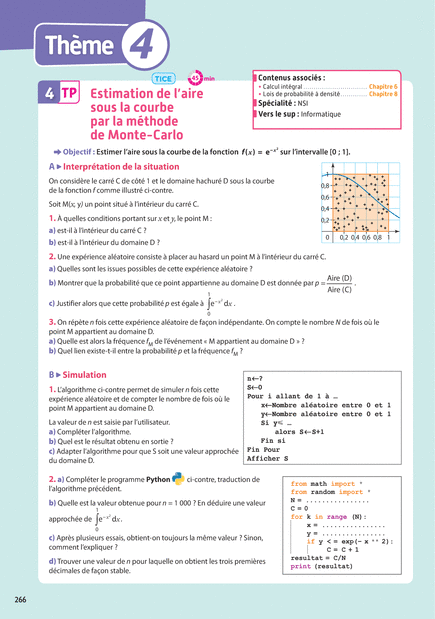 Thème 4
TICE
45 min
4 TP
Estimation de l'aire
sous la courbe
par la méthode
de Monte-Carlo
Contenus associés :
• Calcul intégral ........ Chapitre 6
• Lois de probabilité à densité ........ Chapitre 8
Spécialité : NSI
Vers le sup : Informatique
➡ Objectif : Estimer l'aire sous la courbe de la fonction f(x) = e^{-x²} sur l'intervalle [0 ; 1].
A ▶ Interprétation de la situation
On considère le carré C de côté 1 et le domaine hachuré D sous la courbe
de la fonction f comme illustré ci-contre.
Soit M(x; y) un point situé à l'intérieur du carré C.
1. À quelles conditions portant sur x et y, le point M :
a) est-il à l'intérieur du carré C ?
b) est-il à l'intérieur du domaine D ?
1
0,8
0,6
0,4
0,2
0 0,2 0,4 0,6 0,8 1
2. Une expérience aléatoire consiste à placer au hasard un point M à l'intérieur du carré C.
a) Quelles sont les issues possibles de cette expérience aléatoire ?
b) Montrer que la probabilité que ce point appartienne au domaine D est donnée par p = Aire (D) / Aire (C) .
c) Justifier alors que cette probabilité p est égale à ∫₀¹ e^{-x²} dx .
3. On répète n fois cette expérience aléatoire de façon indépendante. On compte le nombre N de fois où le
point M appartient au domaine D.
a) Quelle est alors la fréquence f_M de l'événement « M appartient au domaine D » ?
b) Quel lien existe-t-il entre la probabilité p et la fréquence f_M ?
B ▶ Simulation
1. L'algorithme ci-contre permet de simuler n fois cette
expérience aléatoire et de compter le nombre de fois où le
point M appartient au domaine D.
La valeur de n est saisie par l'utilisateur.
a) Compléter l'algorithme.
b) Quel est le résultat obtenu en sortie ?
c) Adapter l'algorithme pour que S soit une valeur approchée
du domaine D.
n←?
S←0
Pour i allant de 1 à …
x←Nombre aléatoire entre 0 et 1
y←Nombre aléatoire entre 0 et 1
Si y⩽ …
alors S←S+1
Fin si
Fin Pour
Afficher S
2. a) Compléter le programme Python ci-contre, traduction de
l'algorithme précédent.
b) Quelle est la valeur obtenue pour n = 1 000 ? En déduire une valeur
approchée de ∫₀¹ e^{-x²} dx.
c) Après plusieurs essais, obtient-on toujours la même valeur ? Sinon,
comment l'expliquer ?
d) Trouver une valeur de n pour laquelle on obtient les trois premières
décimales de façon stable.
from math import *
from random import *
N = ................
C = 0
for k in range (N):
x = ................
y = ................
if y < = exp(- x ** 2):
C = C + 1
resultat = C/N
print (resultat)
266